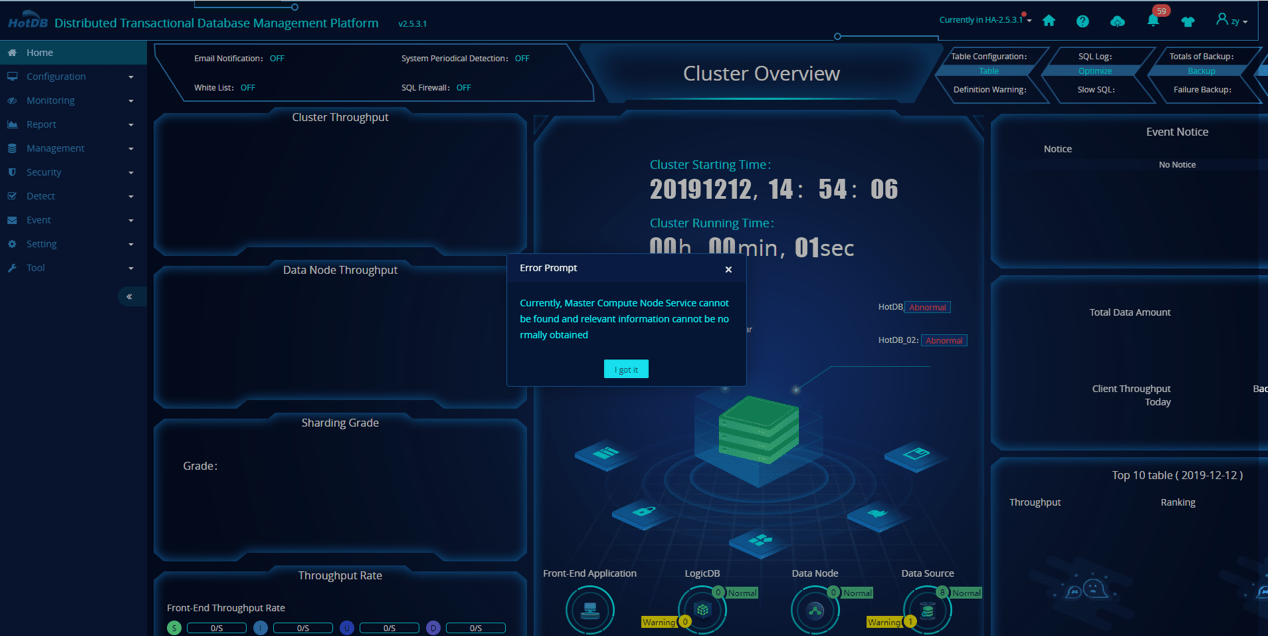 HotDB Distributed Transactional Database Management Platform v2.5.3.1
Currently in HA-2.5.3.1
59
zy
Home
Configuration
Monitoring
Report
Management
Security
Detect
Event
Setting
Tool
«
Email Notification: OFF
System Periodical Detection: OFF
White List: OFF
SQL Firewall: OFF
Cluster Overview
Table Configuration:
Table
Definition Warning:
SQL Log:
Optimize
Slow SQL:
Totals of Backup:
Backup
Failure Backup:
Cluster Throughput
Data Node Throughput
Sharding Grade
Grade:
Throughput Rate
Front-End Throughput Rate
S 0/S I 0/S U 0/S D 0/S
Cluster Starting Time:
20191212, 14: 54: 06
Cluster Running Time:
00h, 00min, 01sec
Error Prompt ×
Currently, Master Compute Node Service cannot
be found and relevant information cannot be no
rmally obtained
I got it
ar
HotDB Abnormal
HotDB_02: Abnormal
Front-End Application
LogicDB
0 Normal
Warning 0
Data Node
0 Normal
Data Source
8 Normal
Warning 1
Event Notice
Notice
No Notice
Total Data Amount
Client Throughput
Today
Bac
Top 10 table ( 2019-12-12 )
Throughput
Ranking